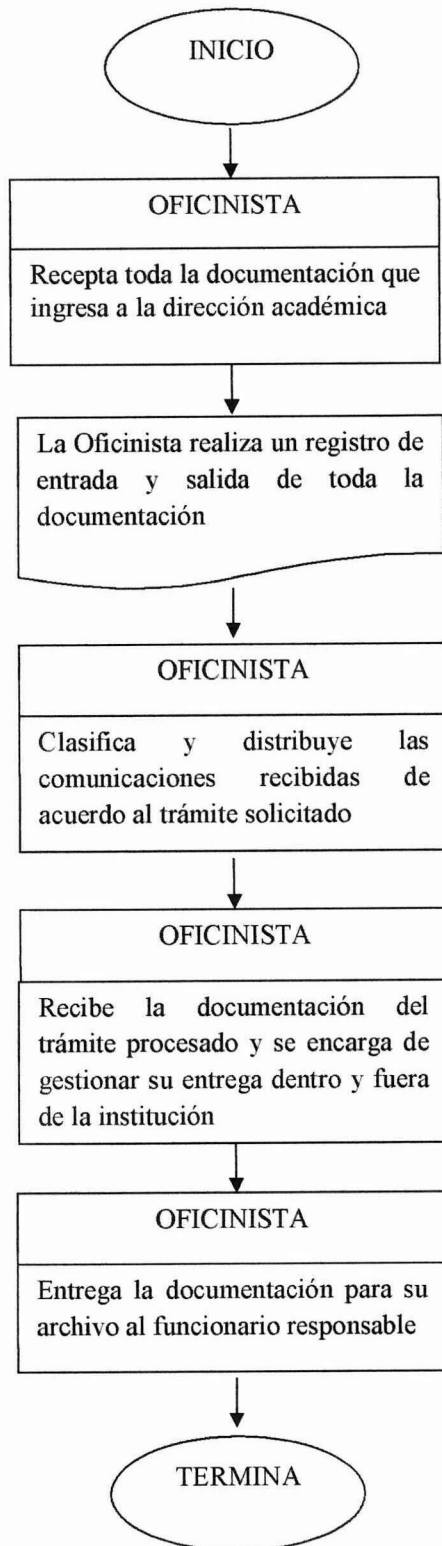 INICIO
OFICINISTA
Recepta toda la documentación que
ingresa a la dirección académica
La Oficinista realiza un registro de
entrada y salida de toda la
documentación
OFICINISTA
Clasifica y distribuye las
comunicaciones recibidas de
acuerdo al trámite solicitado
OFICINISTA
Recibe la documentación del
trámite procesado y se encarga de
gestionar su entrega dentro y fuera
de la institución
OFICINISTA
Entrega la documentación para su
archivo al funcionario responsable
TERMINA